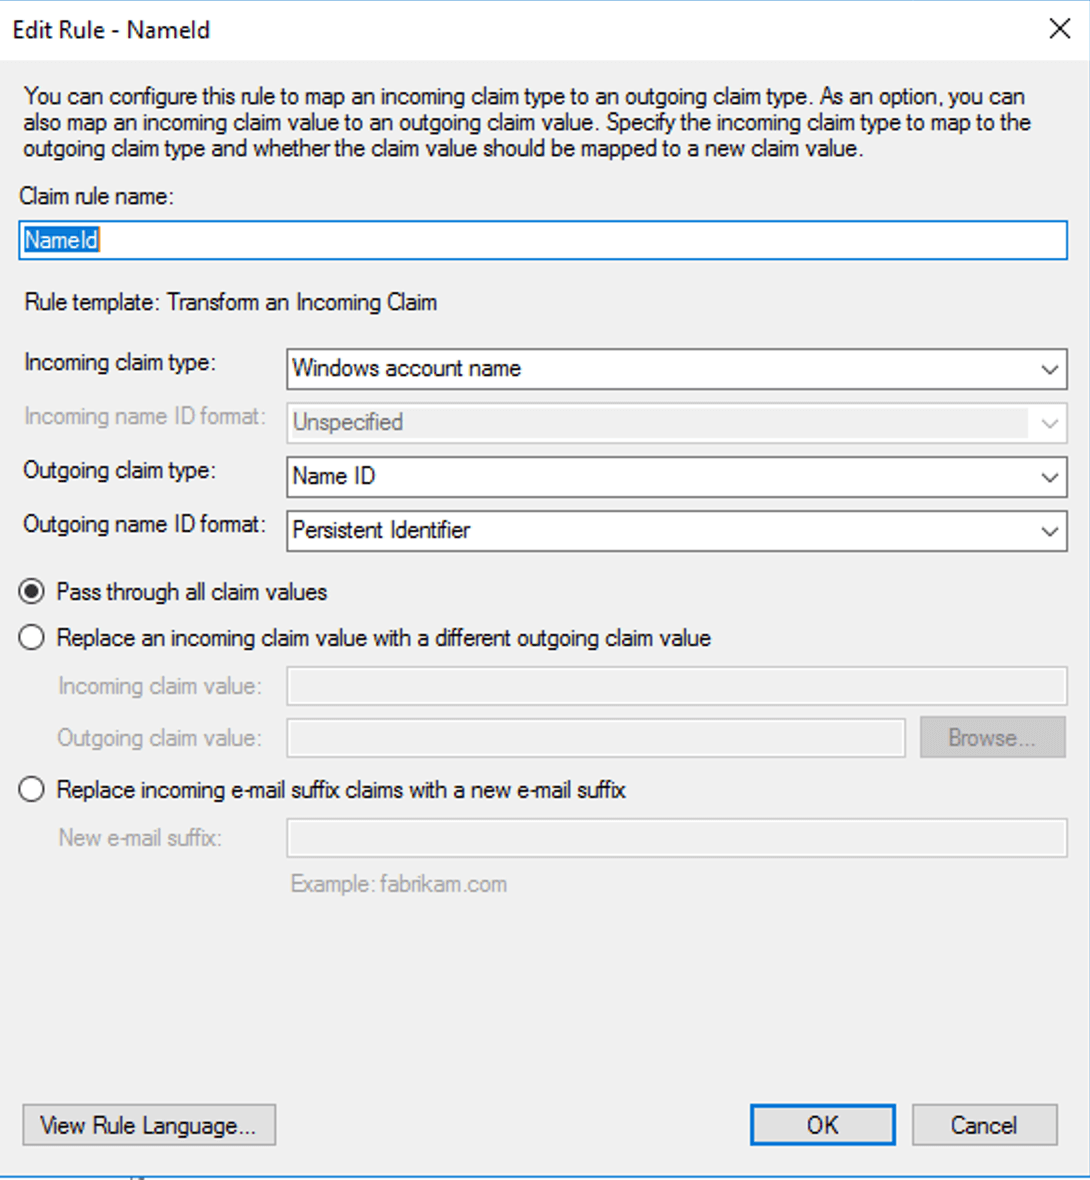 Edit Rule - NameId
You can configure this rule to map an incoming claim type to an outgoing claim type. As an option, you can
also map an incoming claim value to an outgoing claim value. Specify the incoming claim type to map to the
outgoing claim type and whether the claim value should be mapped to a new claim value.
Claim rule name:
NameId
Rule template: Transform an Incoming Claim
Incoming claim type: Windows account name
Incoming name ID format: Unspecified
Outgoing claim type: Name ID
Outgoing name ID format: Persistent Identifier
Pass through all claim values
Replace an incoming claim value with a different outgoing claim value
Incoming claim value:
Outgoing claim value: Browse...
Replace incoming e-mail suffix claims with a new e-mail suffix
New e-mail suffix:
Example: fabrikam.com
View Rule Language... OK Cancel